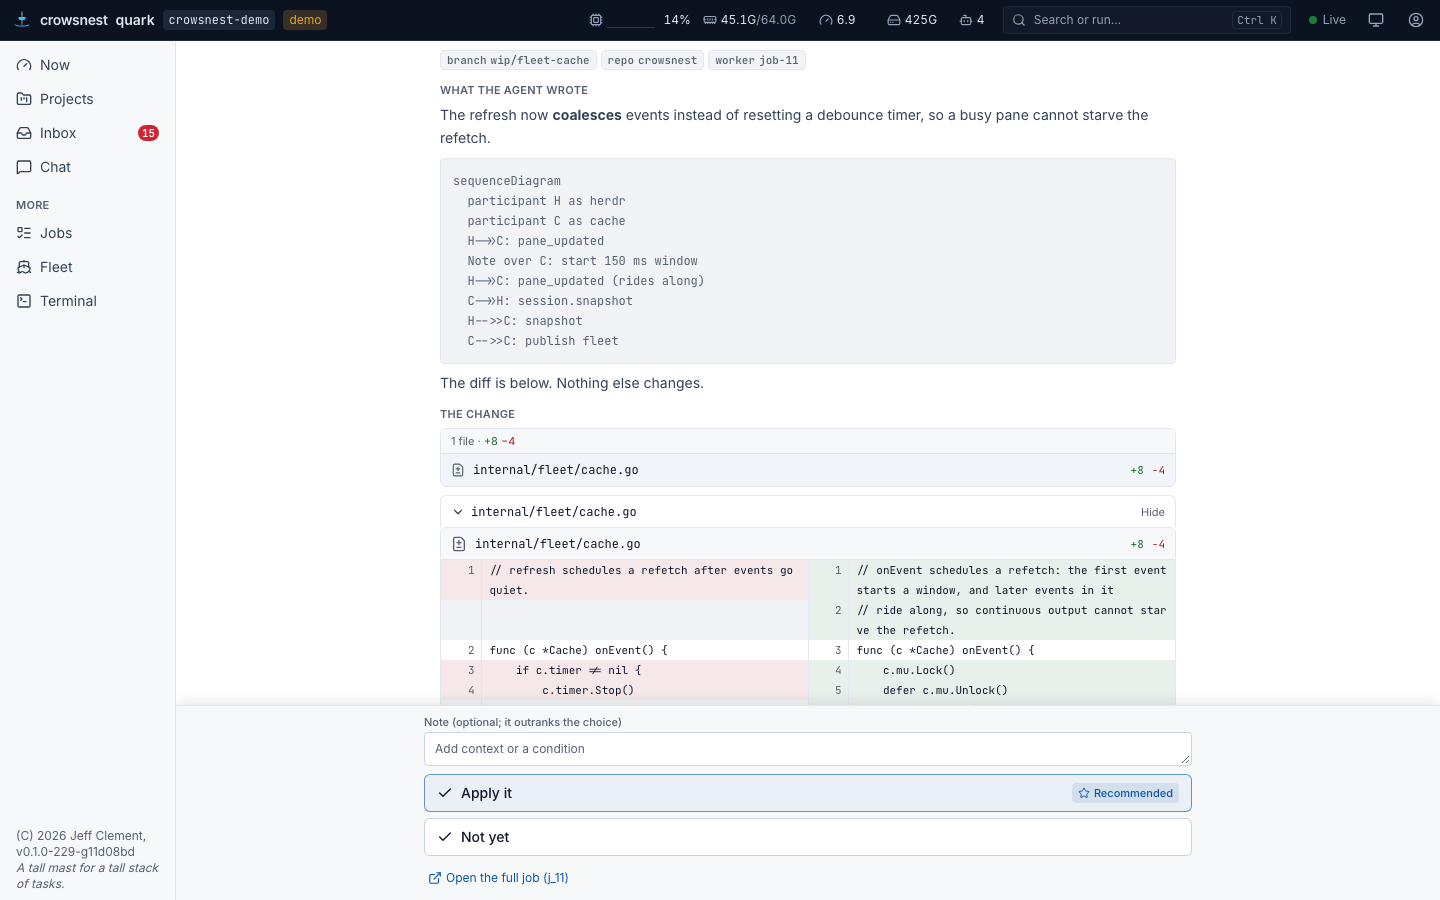 crowsnest quark crowsnest-demo demo 14% 45.1G/64.0G 6.9 425G 4 Search or run... Ctrl K Live
Now
Projects
Inbox 15
Chat
MORE
Jobs
Fleet
Terminal
(C) 2026 Jeff Clement,
v0.1.0-229-g11d08bd
A tall mast for a tall stack
of tasks.
branch wip/fleet-cache repo crowsnest worker job-11
WHAT THE AGENT WROTE
The refresh now coalesces events instead of resetting a debounce timer, so a busy pane cannot starve the
refetch.
sequenceDiagram
participant H as herdr
participant C as cache
H->>C: pane_updated
Note over C: start 150 ms window
H->>C: pane_updated (rides along)
C->>H: session.snapshot
H-->>C: snapshot
C-->>C: publish fleet
The diff is below. Nothing else changes.
THE CHANGE
1 file · +8 −4
internal/fleet/cache.go +8 -4
internal/fleet/cache.go Hide
internal/fleet/cache.go +8 -4
1 // refresh schedules a refetch after events go
quiet.
2 func (c *Cache) onEvent() {
3 if c.timer != nil {
4 c.timer.Stop()
1 // onEvent schedules a refetch: the first event
starts a window, and later events in it
2 // ride along, so continuous output cannot star
ve the refetch.
3 func (c *Cache) onEvent() {
4 c.mu.Lock()
5 defer c.mu.Unlock()
Note (optional; it outranks the choice)
Add context or a condition
Apply it Recommended
Not yet
Open the full job (j_11)